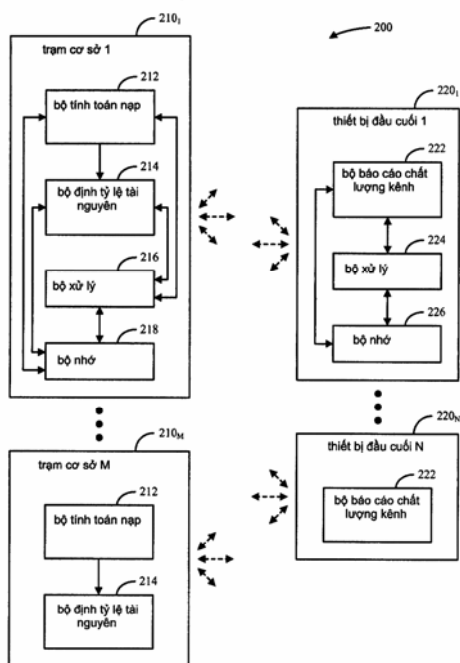 200
210₁
trạm cơ sở 1
212
bộ tính toán nạp
214
bộ định tỷ lệ tài
nguyên
216
bộ xử lý
218
bộ nhớ
220₁
thiết bị đầu cuối 1
222
bộ báo cáo chất
lượng kênh
224
bộ xử lý
226
bộ nhớ
210M
trạm cơ sở M
212
bộ tính toán nạp
214
bộ định tỷ lệ tài
nguyên
220N
thiết bị đầu cuối N
222
bộ báo cáo chất
lượng kênh